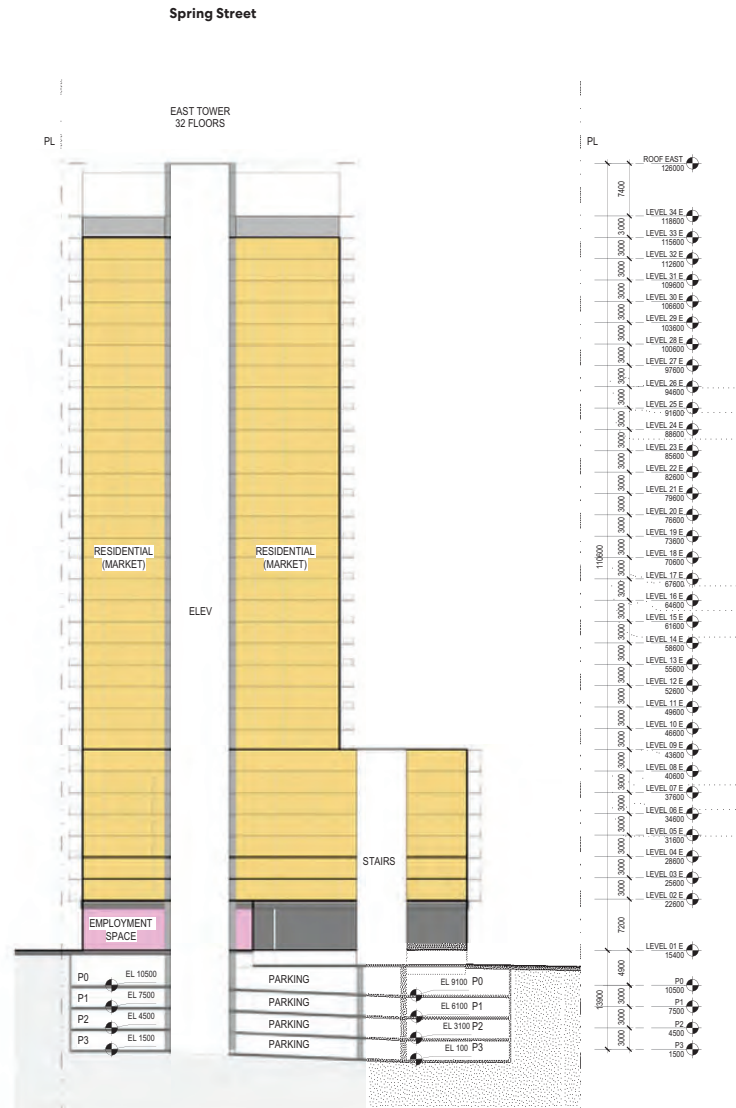 Spring Street
EAST TOWER
32 FLOORS
PL
PL
ROOF EAST
126000
7400
LEVEL 34 E
118600
3000
LEVEL 33 E
115600
3000
LEVEL 32 E
112600
3000
LEVEL 31 E
109600
3000
LEVEL 30 E
106600
3000
LEVEL 29 E
103600
3000
LEVEL 28 E
100600
3000
LEVEL 27 E
97600
3000
LEVEL 26 E
94600
3000
LEVEL 25 E
91600
3000
LEVEL 24 E
88600
3000
LEVEL 23 E
85600
3000
LEVEL 22 E
82600
3000
LEVEL 21 E
79600
3000
LEVEL 20 E
76600
3000
LEVEL 19 E
73600
3000
LEVEL 18 E
70600
3000
LEVEL 17 E
67600
3000
LEVEL 16 E
64600
3000
LEVEL 15 E
61600
3000
LEVEL 14 E
58600
3000
LEVEL 13 E
55600
3000
LEVEL 12 E
52600
3000
LEVEL 11 E
49600
3000
LEVEL 10 E
46600
3000
LEVEL 09 E
43600
3000
LEVEL 08 E
40600
3000
LEVEL 07 E
37600
3000
LEVEL 06 E
34600
3000
LEVEL 05 E
31600
3000
LEVEL 04 E
28600
3000
LEVEL 03 E
25600
3000
LEVEL 02 E
22600
7200
LEVEL 01 E
15400
4900
P0
10500
3000
P1
7500
3000
P2
4500
3000
P3
1500
110600
13900
RESIDENTIAL
(MARKET)
RESIDENTIAL
(MARKET)
ELEV
STAIRS
EMPLOYMENT
SPACE
P0 EL 10500
P1 EL 7500
P2 EL 4500
P3 EL 1500
PARKING
PARKING
PARKING
PARKING
EL 9100 P0
EL 6100 P1
EL 3100 P2
EL 100 P3